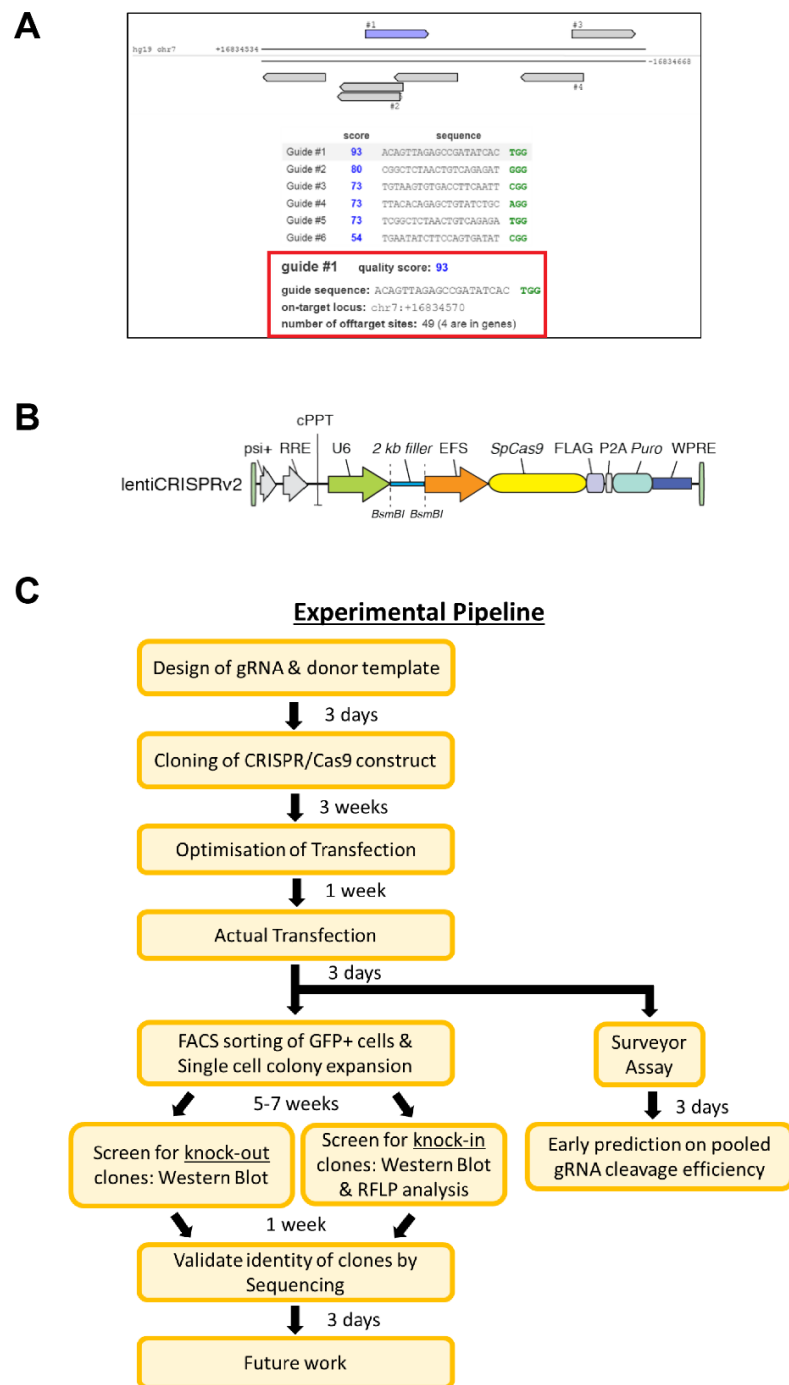 A
#1
#3
hg19 chr7
+16834534
-16834668
#2
#4
score sequence
Guide #1 93 ACAGTTAGAGCCGATATCAC TGG
Guide #2 80 CGGCTCTAACTGTCAGAGAT GGG
Guide #3 73 TGTAAGTGTGACCTTCAATT CGG
Guide #4 73 TTACACAGAGCTGTATCTGC AGG
Guide #5 73 TCGGCTCTAACTGTCAGAGA TGG
Guide #6 54 TGAATATCTTCCAGTGATAT CGG
guide #1 quality score: 93
guide sequence: ACAGTTAGAGCCGATATCAC TGG
on-target locus: chr7:+16834570
number of offtarget sites: 49 (4 are in genes)
B
cPPT
psi+ RRE U6 2 kb filler EFS SpCas9 FLAG P2A Puro WPRE
lentiCRISPRv2
BsmBI BsmBI
C
Experimental Pipeline
Design of gRNA & donor template
3 days
Cloning of CRISPR/Cas9 construct
3 weeks
Optimisation of Transfection
1 week
Actual Transfection
3 days
FACS sorting of GFP+ cells &
Single cell colony expansion
Surveyor
Assay
5-7 weeks
3 days
Screen for knock-out
clones: Western Blot
Screen for knock-in
clones: Western Blot
& RFLP analysis
Early prediction on pooled
gRNA cleavage efficiency
1 week
Validate identity of clones by
Sequencing
3 days
Future work